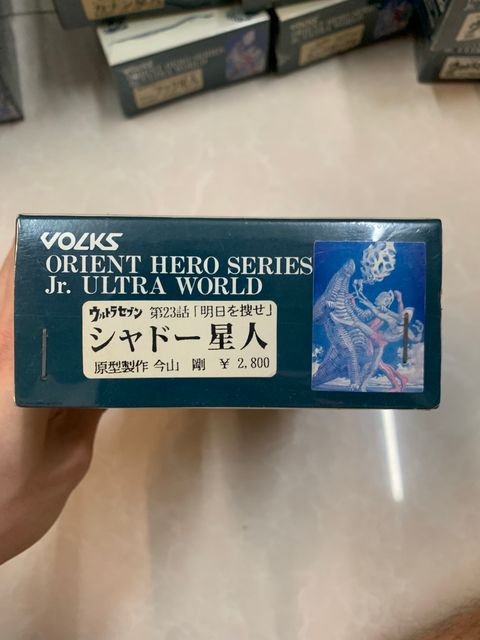 VOLKS
ORIENT HERO SERIES
Jr. ULTRA WORLD
ウルトラセブン 第23話「明日を捜せ」
シャドー星人
原型製作 今山 剛 ¥ 2,800